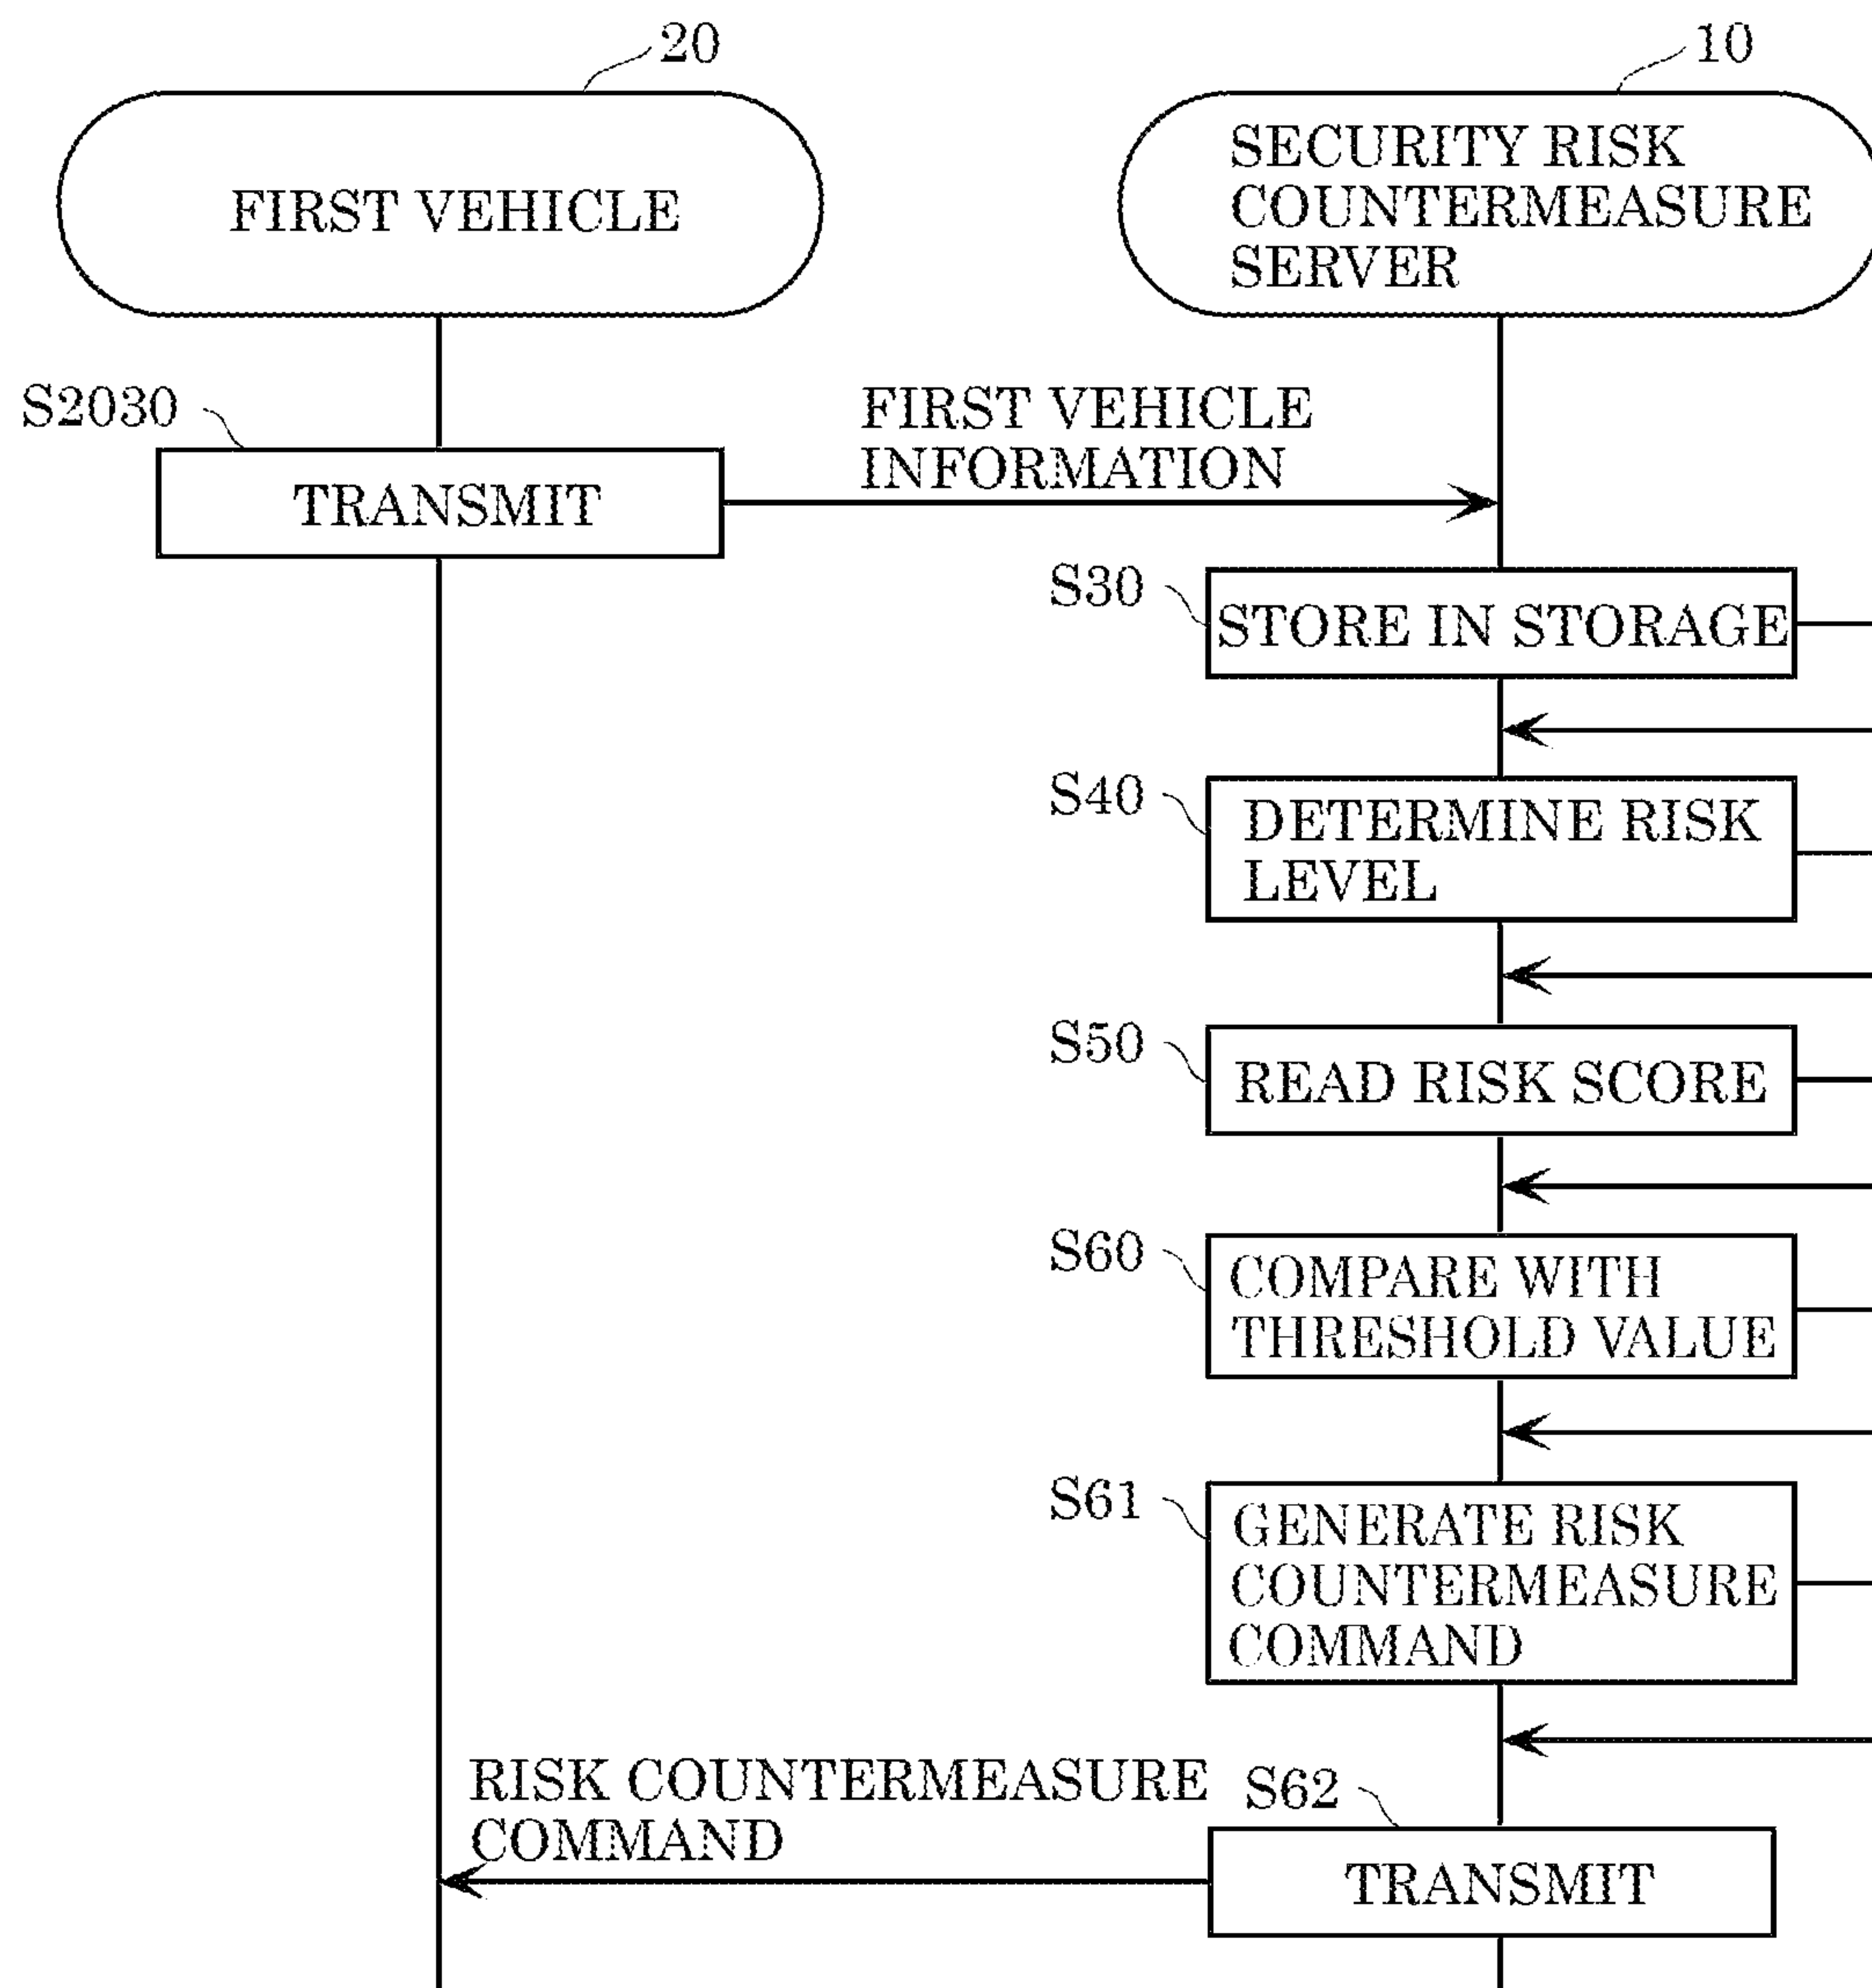 20
10
FIRST VEHICLE
SECURITY RISK
COUNTERMEASURE
SERVER
S2030
TRANSMIT
FIRST VEHICLE
INFORMATION
S30
STORE IN STORAGE
S40
DETERMINE RISK
LEVEL
S50
READ RISK SCORE
S60
COMPARE WITH
THRESHOLD VALUE
S61
GENERATE RISK
COUNTERMEASURE
COMMAND
RISK COUNTERMEASURE
COMMAND
S62
TRANSMIT